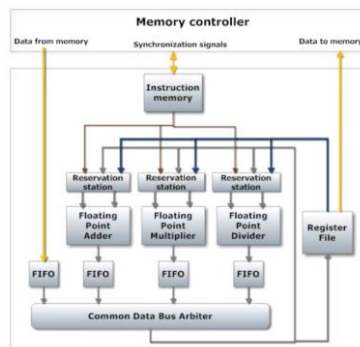 Memory controller
Data from memory
Synchronization signals
Data to memory
Instruction
memory
Reservation
station
Reservation
station
Reservation
station
Floating
Point
Adder
Floating
Point
Multiplier
Floating
Point
Divider
Register
File
FIFO
FIFO
FIFO
FIFO
Common Data Bus Arbiter